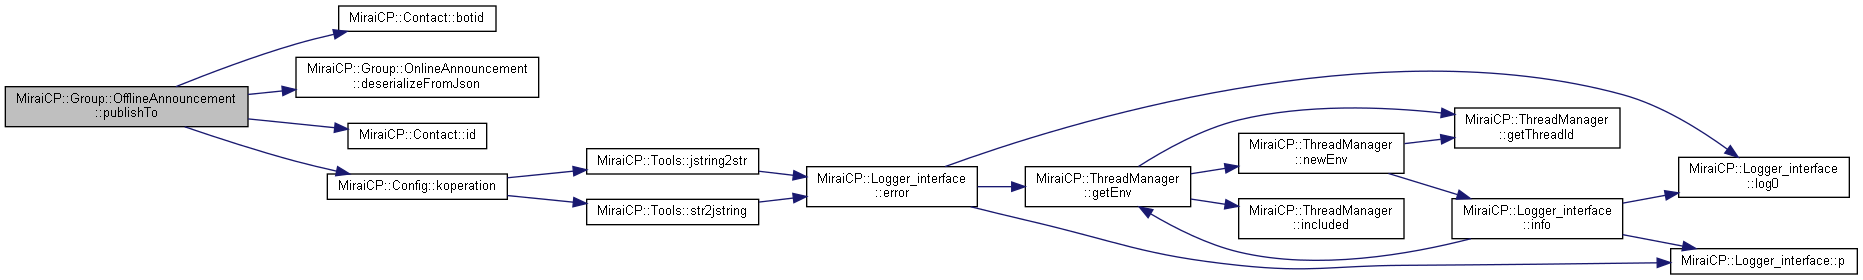 MiraiCP::Group::OfflineAnnouncement
::publishTo
MiraiCP::Contact::botid
MiraiCP::Group::OnlineAnnouncement
::deserializeFromJson
MiraiCP::Contact::id
MiraiCP::Config::koperation
MiraiCP::Tools::jstring2str
MiraiCP::Tools::str2jstring
MiraiCP::Logger_interface
::error
MiraiCP::ThreadManager
::getEnv
MiraiCP::ThreadManager
::newEnv
MiraiCP::ThreadManager
::included
MiraiCP::ThreadManager
::getThreadId
MiraiCP::Logger_interface
::info
MiraiCP::Logger_interface
::log0
MiraiCP::Logger_interface::p